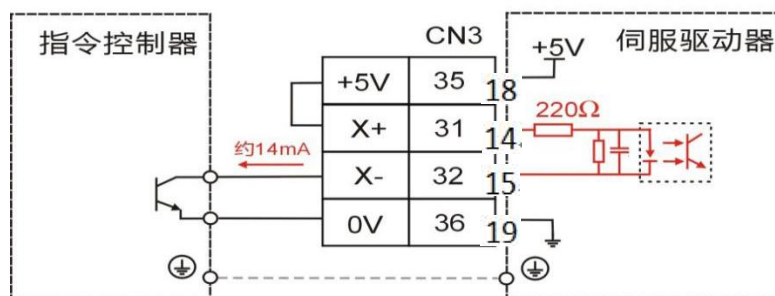 指令控制器
CN3
伺服驱动器
+5V
+5V 35 18
220Ω
X+ 31 14
约14mA
X- 32 15
0V 36 19